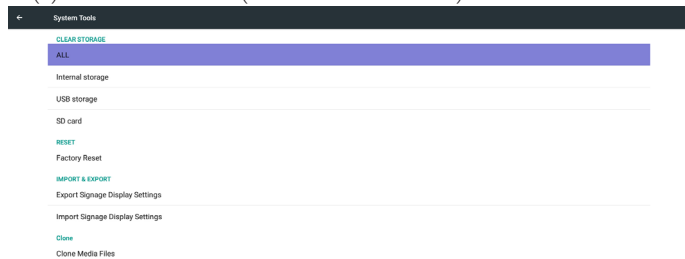 System Tools
CLEAR STORAGE
ALL
Internal storage
USB storage
SD card
RESET
Factory Reset
IMPORT & EXPORT
Export Signage Display Settings
Import Signage Display Settings
Clone
Clone Media Files